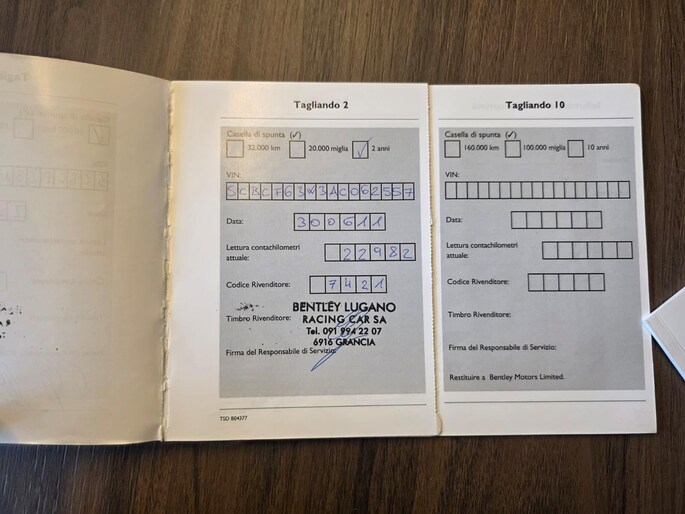 Tagliando 2
Casella di spunta (✓)
32.000 km 20.000 miglia ✓ 2 anni
VIN:
SCBCF63W3AC062557
Data: 300611
Lettura contachilometri
attuale: 22982
Codice Rivenditore: 7421
BENTLEY LUGANO
Timbro Rivenditore: RACING CAR SA
Tel. 091 994 22 07
6916 GRANCIA
Firma del Responsabile di Servizio:
TSD B04377
Tagliando 10
Casella di spunta (✓)
160.000 km 100.000 miglia 10 anni
VIN:
Data:
Lettura contachilometri
attuale:
Codice Rivenditore:
Timbro Rivenditore:
Firma del Responsabile di Servizio:
Restituire a Bentley Motors Limited.